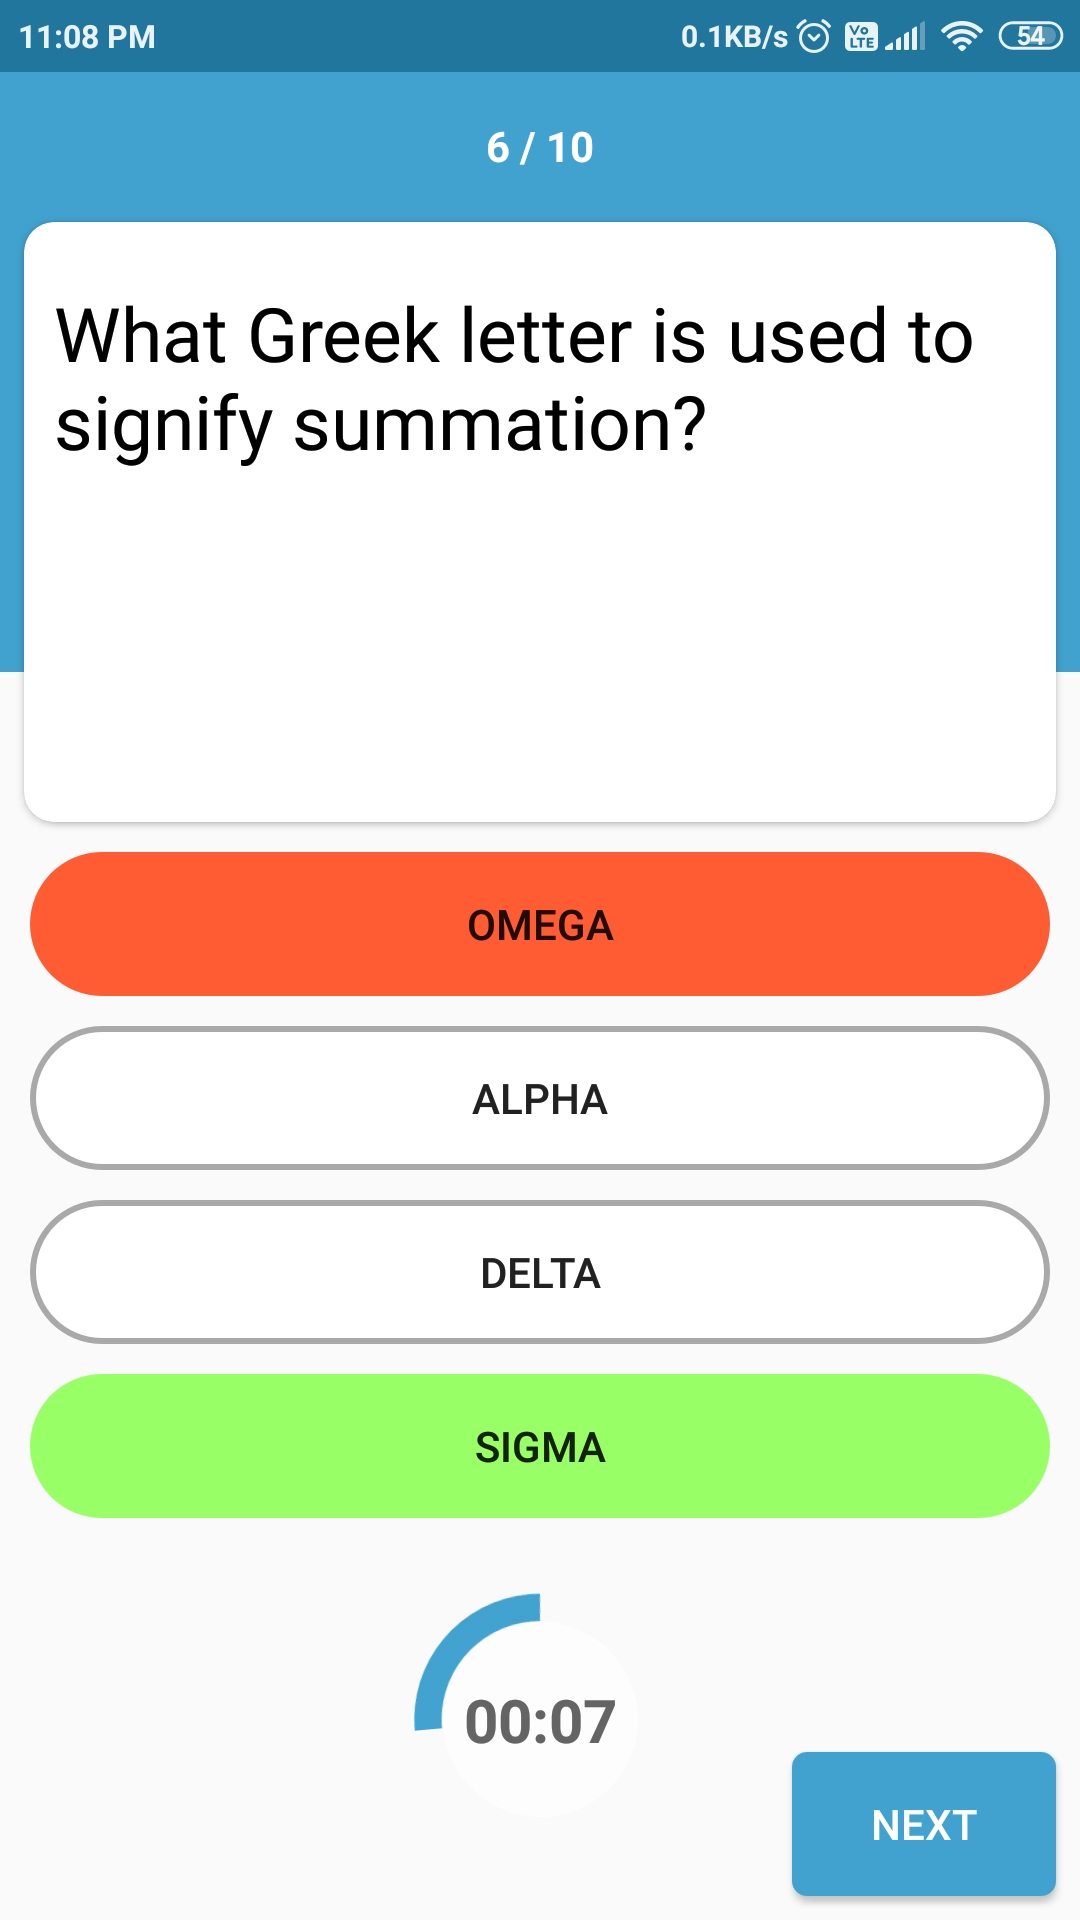 11:08 PM 0.1KB/s Vo LTE 54
6 / 10
What Greek letter is used to
signify summation?
OMEGA
ALPHA
DELTA
SIGMA
00:07
NEXT